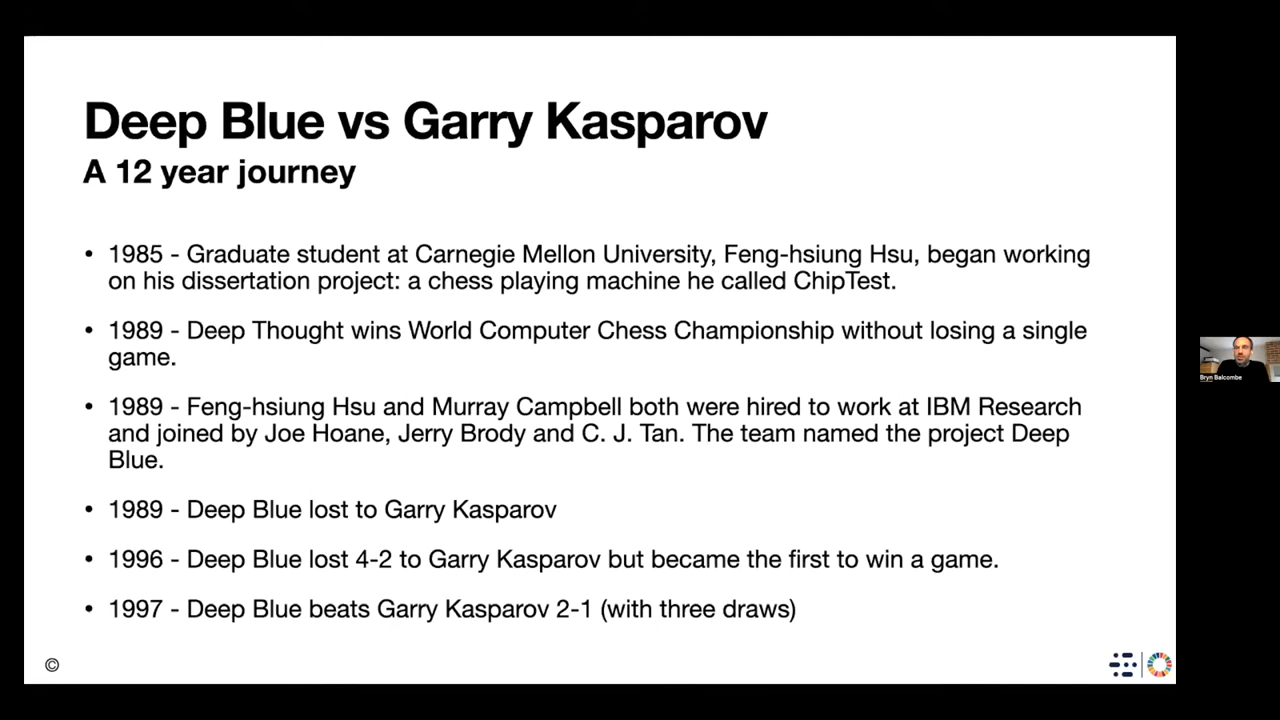 Deep Blue vs Garry Kasparov
A 12 year journey
• 1985 - Graduate student at Carnegie Mellon University, Feng-hsiung Hsu, began working
on his dissertation project: a chess playing machine he called ChipTest.
• 1989 - Deep Thought wins World Computer Chess Championship without losing a single
game.
• 1989 - Feng-hsiung Hsu and Murray Campbell both were hired to work at IBM Research
and joined by Joe Hoane, Jerry Brody and C. J. Tan. The team named the project Deep
Blue.
• 1989 - Deep Blue lost to Garry Kasparov
• 1996 - Deep Blue lost 4-2 to Garry Kasparov but became the first to win a game.
• 1997 - Deep Blue beats Garry Kasparov 2-1 (with three draws)
©
Bryn Balcombe